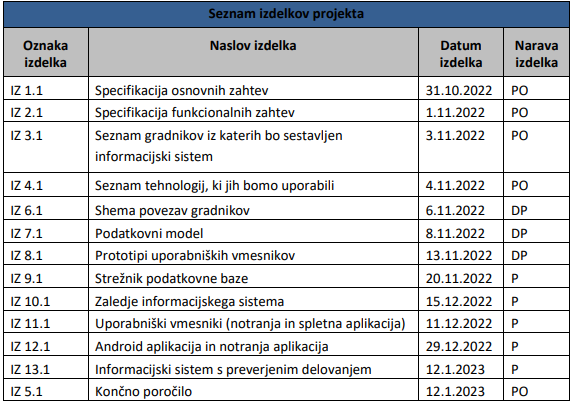 Seznam izdelkov projekta
Oznaka izdelka Naslov izdelka Datum izdelka Narava izdelka
IZ 1.1 Specifikacija osnovnih zahtev 31.10.2022 PO
IZ 2.1 Specifikacija funkcionalnih zahtev 1.11.2022 PO
IZ 3.1 Seznam gradnikov iz katerih bo sestavljen informacijski sistem 3.11.2022 PO
IZ 4.1 Seznam tehnologij, ki jih bomo uporabili 4.11.2022 PO
IZ 6.1 Shema povezav gradnikov 6.11.2022 DP
IZ 7.1 Podatkovni model 8.11.2022 DP
IZ 8.1 Prototipi uporabniških vmesnikov 13.11.2022 DP
IZ 9.1 Strežnik podatkovne baze 20.11.2022 P
IZ 10.1 Zaledje informacijskega sistema 15.12.2022 P
IZ 11.1 Uporabniški vmesniki (notranja in spletna aplikacija) 11.12.2022 P
IZ 12.1 Android aplikacija in notranja aplikacija 29.12.2022 P
IZ 13.1 Informacijski sistem s preverjenim delovanjem 12.1.2023 P
IZ 5.1 Končno poročilo 12.1.2023 PO